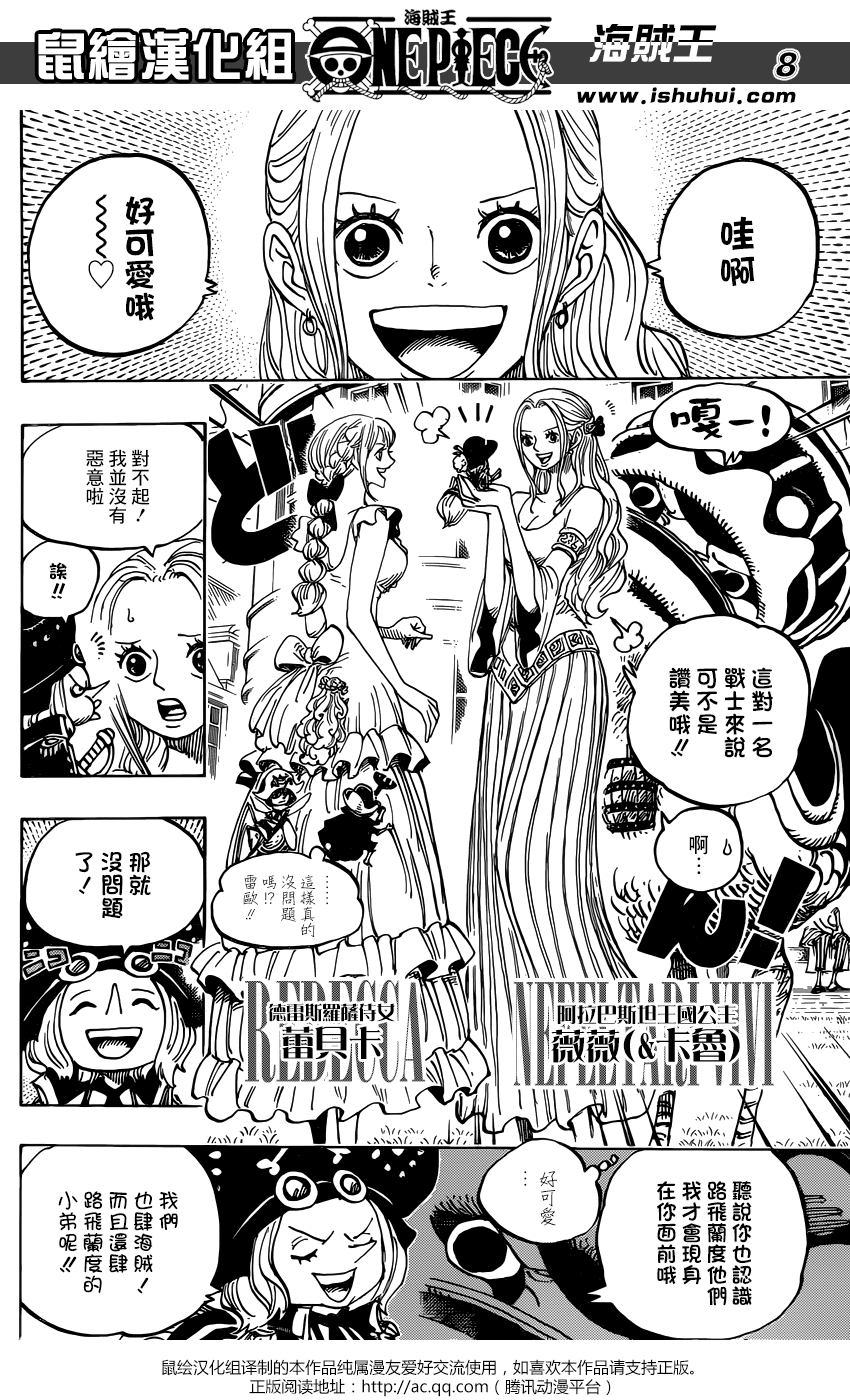 鼠繪漢化組
海賊王
ONE PIECE
海賊王
8
www.ishuhui.com
哇
啊
好可愛哦
〰♡
嘎—!
對不起!
我並沒有
惡意啦
誒!!
這對一名
戰士來說
可不是
讚美哦!!
啊
…
……
這樣真的
沒問題
嗎!?
雷歐!!
ド
ん!!
那就
沒問題
了!
ニコ
ニコ
REBECCA
德雷斯羅薩侍女
蕾貝卡
NEFELTARI VIVI
阿拉巴斯坦王國公主
薇薇(&卡魯)
聽說你也認識
路飛蘭度他們
我才會現身
在你面前哦
好可愛
…
我們
也肆海賊!
而且還肆
路飛蘭度的
小弟呢!!
鼠绘汉化组译制的本作品纯属漫友爱好交流使用，如喜欢本作品请支持正版。
正版阅读地址：http://ac.qq.com（腾讯动漫平台）